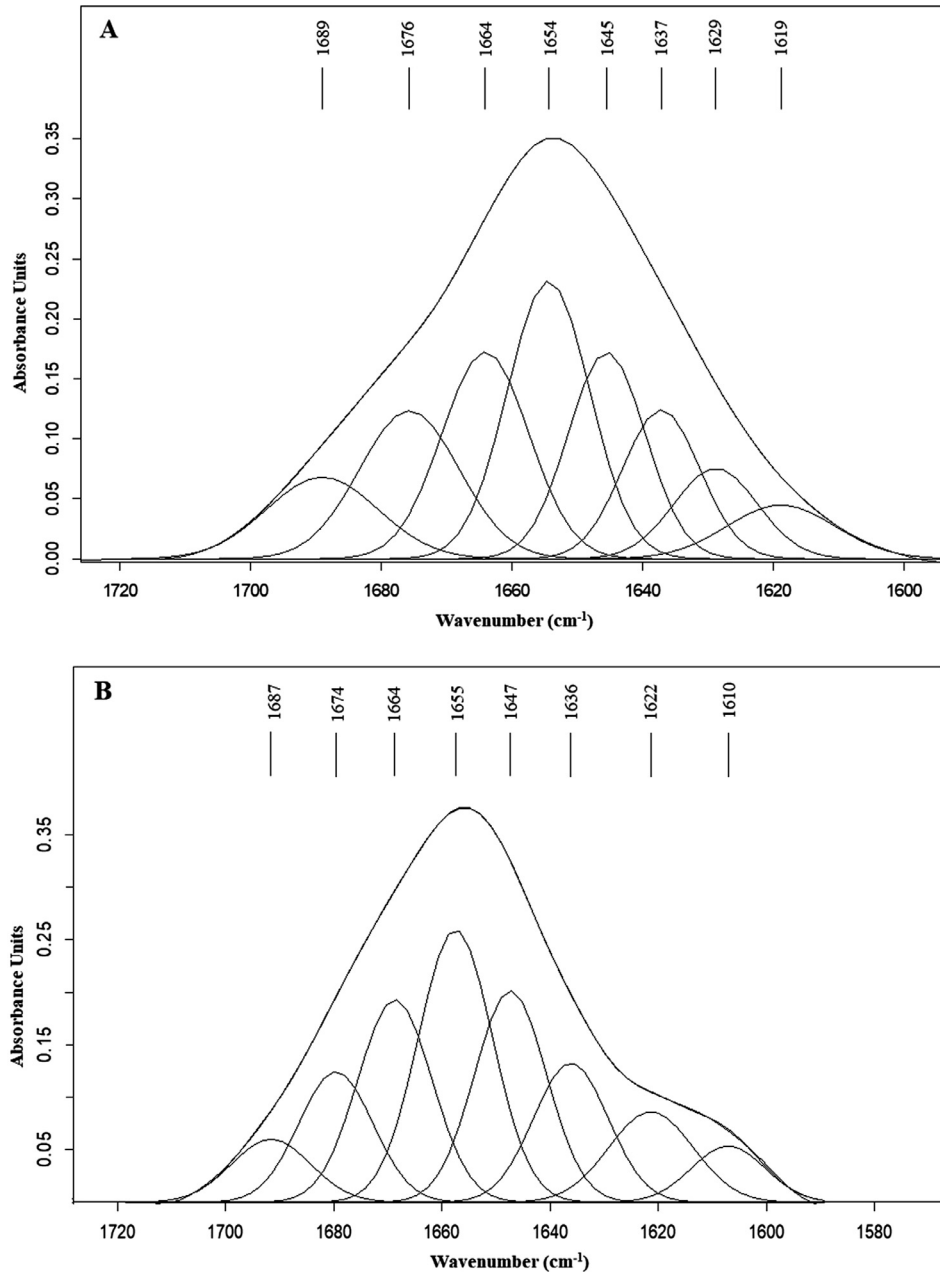 A
1689 1676 1664 1654 1645 1637 1629 1619
0.35
0.30
0.25
0.20
0.15
0.10
0.05
0.00
Absorbance Units
1720 1700 1680 1660 1640 1620 1600
Wavenumber (cm⁻¹)
B
1687 1674 1664 1655 1647 1636 1622 1610
0.35
0.25
0.15
0.05
Absorbance Units
1720 1700 1680 1660 1640 1620 1600 1580
Wavenumber (cm⁻¹)